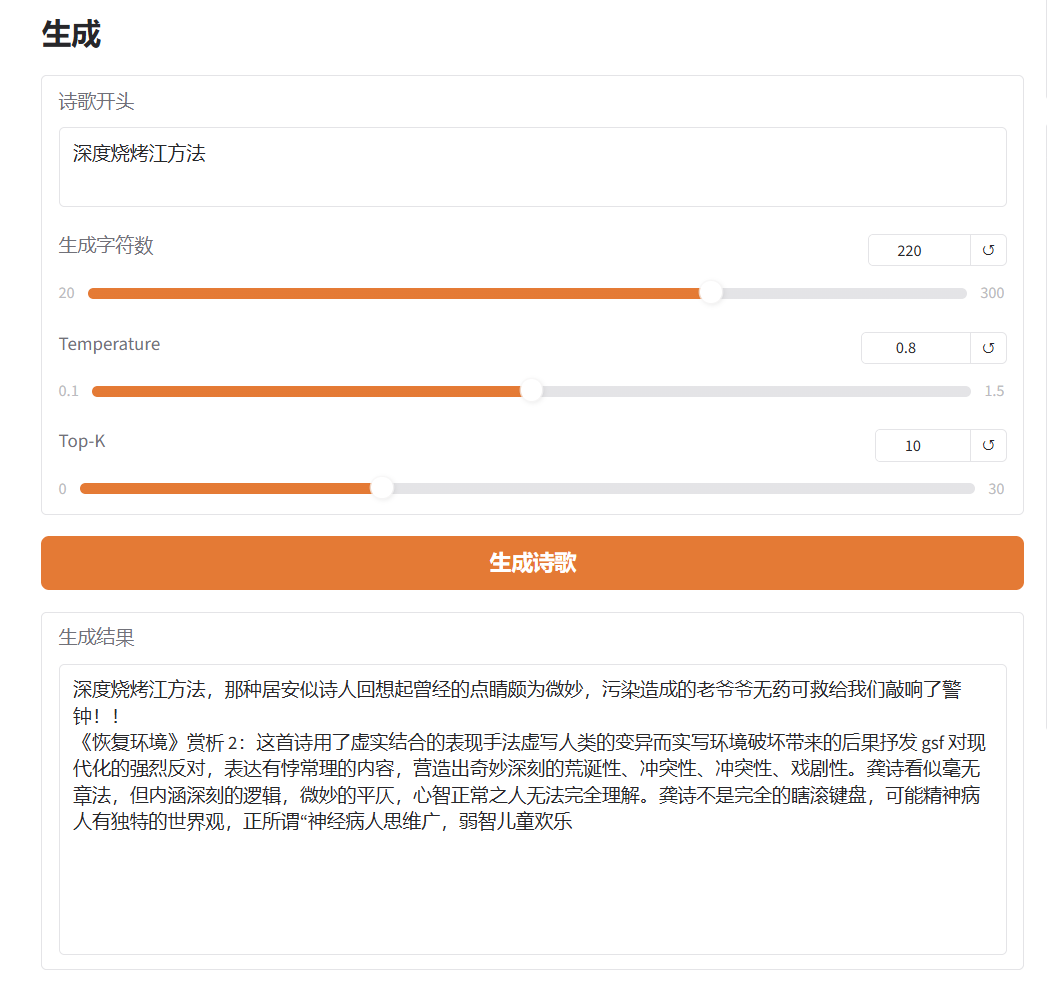 生成
诗歌开头
深度烧烤江方法
生成字符数
220
↺
20
300
Temperature
0.8
↺
0.1
1.5
Top-K
10
↺
0
30
生成诗歌
生成结果
深度烧烤江方法，那种居安似诗人回想起曾经的点睛颇为微妙，污染造成的老爷爷无药可救给我们敲响了警
钟！！
《恢复环境》赏析 2：这首诗用了虚实结合的表现手法虚写人类的变异而实写环境破坏带来的后果抒发 gsf 对现
代化的强烈反对，表达有悖常理的内容，营造出奇妙深刻的荒诞性、冲突性、冲突性、戏剧性。龚诗看似毫无
章法，但内涵深刻的逻辑，微妙的平仄，心智正常之人无法完全理解。龚诗不是完全的瞎滚键盘，可能精神病
人有独特的世界观，正所谓“神经病人思维广，弱智儿童欢乐